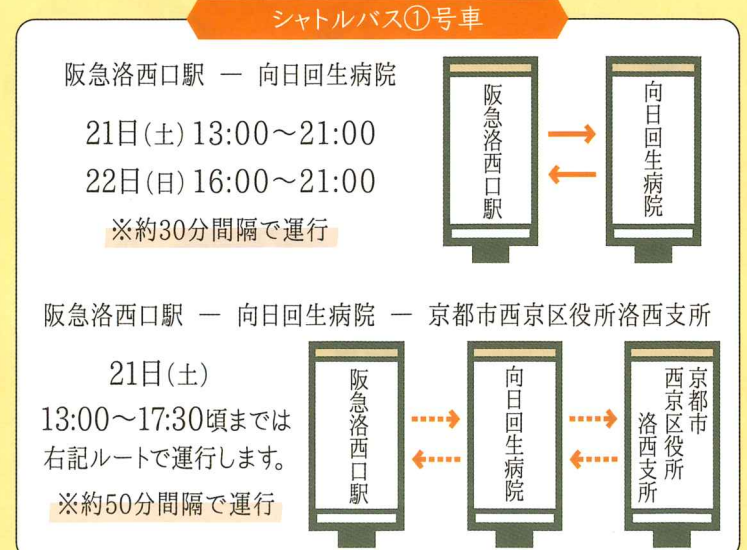 シャトルバス①号車
阪急洛西口駅 ― 向日回生病院
21日(土)13:00～21:00
22日(日)16:00～21:00
※約30分間隔で運行
阪急洛西口駅
向日回生病院
阪急洛西口駅 ― 向日回生病院 ― 京都市西京区役所洛西支所
21日(土)
13:00～17:30頃までは
右記ルートで運行します。
※約50分間隔で運行
阪急洛西口駅
向日回生病院
京都市
西京区役所
洛西支所